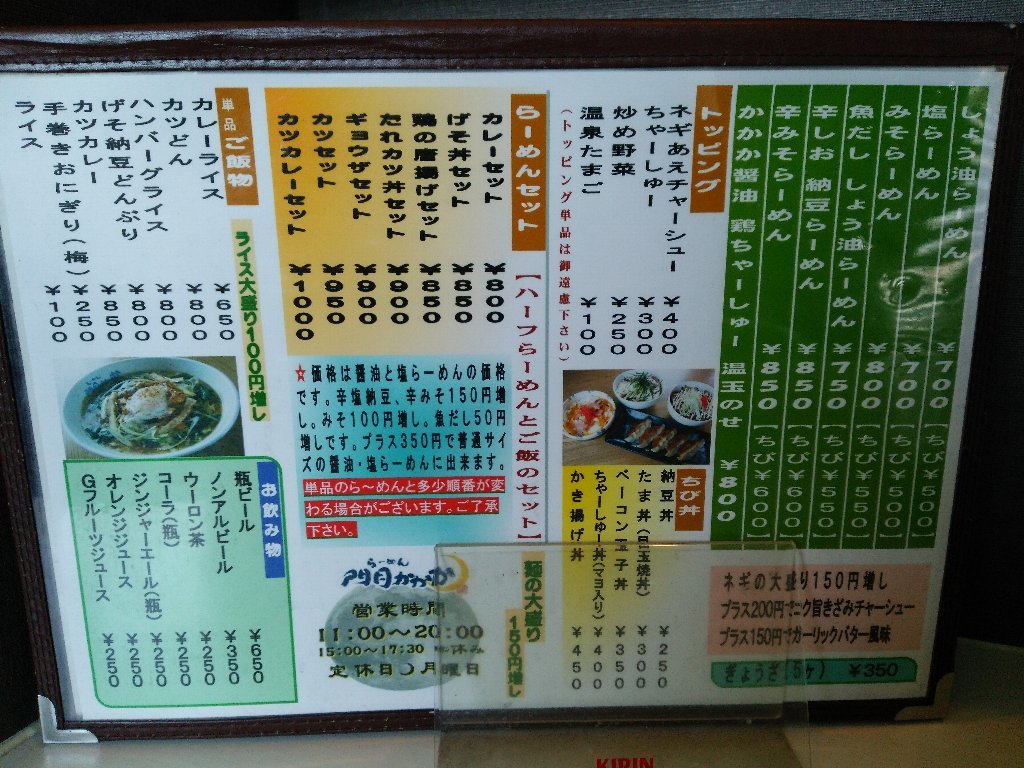 しょう油らーめん ¥700【ちび¥500】
塩らーめん ¥700【ちび¥500】
みそらーめん ¥800【ちび¥550】
魚だし しょう油らーめん ¥750【ちび¥550】
辛しお 納豆らーめん ¥850【ちび¥600】
辛みそらーめん ¥850【ちび¥600】
かかか醤油 鶏ちゃーしゅー 温玉のせ ¥800
トッピング
ネギあえチャーシュー ¥400
ちゃーしゅー ¥300
炒め野菜 ¥250
温泉たまご ¥100
(トッピング単品は御遠慮下さい)
らーめんセット
【ハーフらーめんとご飯のセット】
カレーセット ¥800
げそ丼セット ¥850
鶏の唐揚げセット ¥850
たれカツ丼セット ¥900
ギョウザセット ¥900
カツセット ¥950
カツカレーセット ¥1000
単品ご飯物
カレーライス ¥650
カツどん ¥800
ハンバーグライス ¥800
げそ納豆どんぶり ¥800
カツカレー ¥850
手巻きおにぎり(梅) ¥250
ライス ¥100
ライス大盛り100円増し
☆価格は醤油と塩らーめんの価格
です。辛塩納豆、辛みそ150円増
し。みそ100円増し。魚だし50円
増しです。プラス350円で普通サイ
ズの醤油・塩らーめんに出来ます。
単品のら〜めんと多少順番が変
わる場合がございます。ご了承
下さい。
ちび丼
納豆丼 ¥250
たま丼(目玉焼丼) ¥350
ベーコン玉子丼 ¥350
ちゃーしゅー丼(マヨ入り) ¥400
かき揚げ丼 ¥450
お飲み物
瓶ビール ¥650
ノンアルビール ¥350
ウーロン茶 ¥250
コーラ(瓶) ¥250
ジンジャーエール(瓶) ¥250
オレンジジュース ¥250
Gフルーツジュース ¥250
らーめん
営業時間
11:00〜20:00
15:00〜17:30 中休み
定休日 月曜日
麺の大盛り
150円増し
ネギの大盛り150円増し
プラス200円でニク旨きざみチャーシュー
プラス150円でガーリックバター風味
ぎょうざ(5ヶ) ¥350
KIRIN